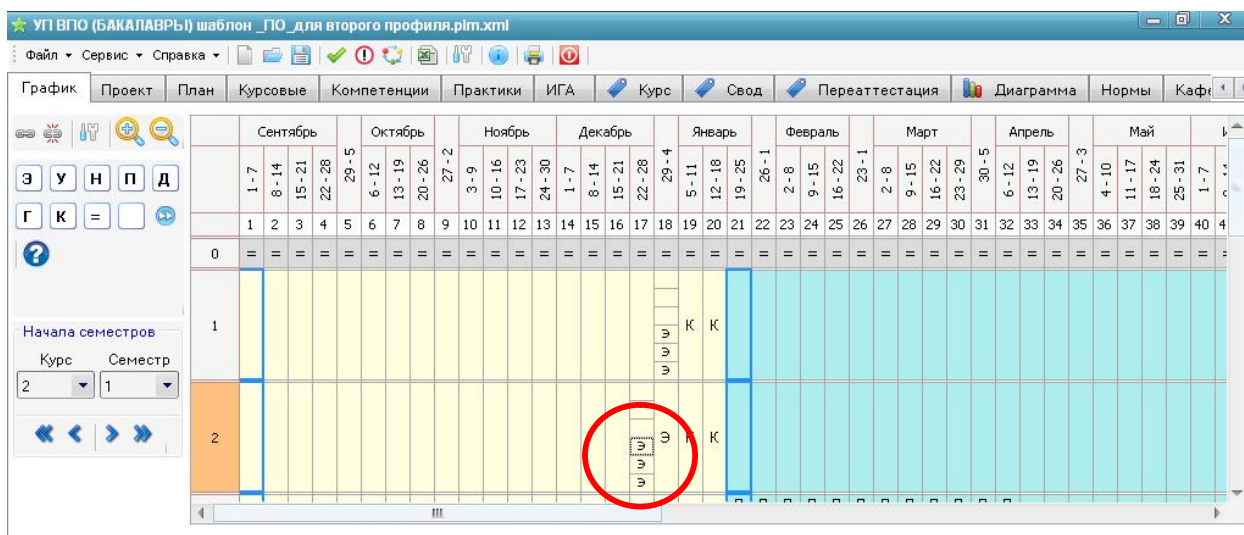 УП ВПО (БАКАЛАВРЫ) шаблон _ПО_для второго профиля.plm.xml
Файл Сервис Справка
График Проект План Курсовые Компетенции Практики ИГА Курс Свод Переаттестация Диаграмма Нормы
Сентябрь Октябрь Ноябрь Декабрь Январь Февраль Март Апрель Май
1 - 7 8 - 14 15 - 21 22 - 28 29 - 5 6 - 12 13 - 19 20 - 26 27 - 2 3 - 9 10 - 16 17 - 23 24 - 30 1 - 7 8 - 14 15 - 21 22 - 28 29 - 4 5 - 11 12 - 18 19 - 25 26 - 1 2 - 8 9 - 15 16 - 22 23 - 1 2 - 8 9 - 15 16 - 22 23 - 29 30 - 5 6 - 12 13 - 19 20 - 26 27 - 3 4 - 10 11 - 17 18 - 24 25 - 31 1 - 7
Э У Н П Д
Г К =
1 2 3 4 5 6 7 8 9 10 11 12 13 14 15 16 17 18 19 20 21 22 23 24 25 26 27 28 29 30 31 32 33 34 35 36 37 38 39 40 4
0 = = = = = = = = = = = = = = = = = = = = = = = = = = = = = = = = = = = = = = = = =
Начала семестров
Курс Семестр
2 1
1 Э К К
Э
Э
2 Э Э К К
Э
Э